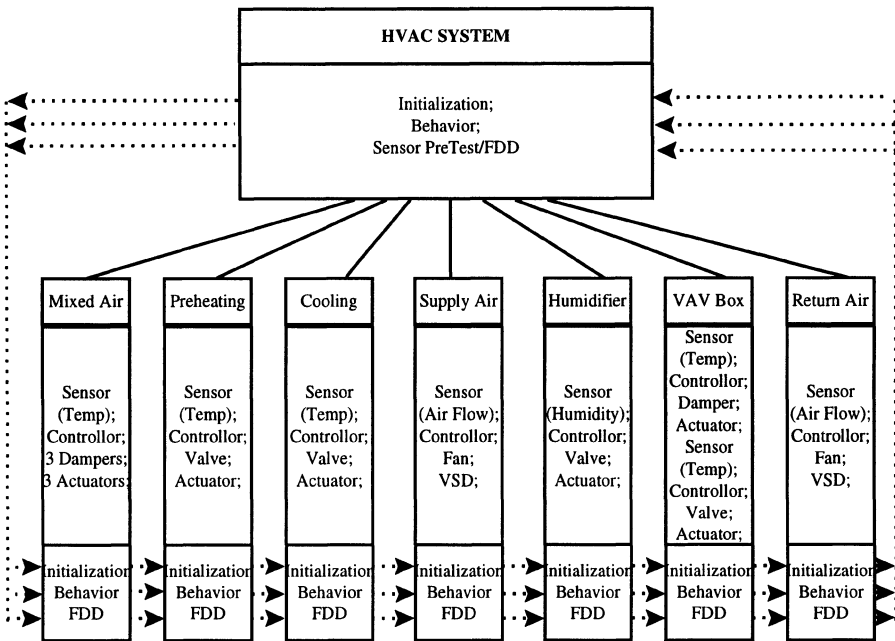 HVAC SYSTEM
Initialization;
Behavior;
Sensor PreTest/FDD
Mixed Air
Sensor
(Temp);
Controllor;
3 Dampers;
3 Actuators;
Initialization
Behavior
FDD
Preheating
Sensor
(Temp);
Controllor;
Valve;
Actuator;
Initialization
Behavior
FDD
Cooling
Sensor
(Temp);
Controllor;
Valve;
Actuator;
Initialization
Behavior
FDD
Supply Air
Sensor
(Air Flow);
Controllor;
Fan;
VSD;
Initialization
Behavior
FDD
Humidifier
Sensor
(Humidity);
Controllor;
Valve;
Actuator;
Initialization
Behavior
FDD
VAV Box
Sensor
(Temp);
Controllor;
Damper;
Actuator;
Sensor
(Temp);
Controllor;
Valve;
Actuator;
Initialization
Behavior
FDD
Return Air
Sensor
(Air Flow);
Controllor;
Fan;
VSD;
Initialization
Behavior
FDD